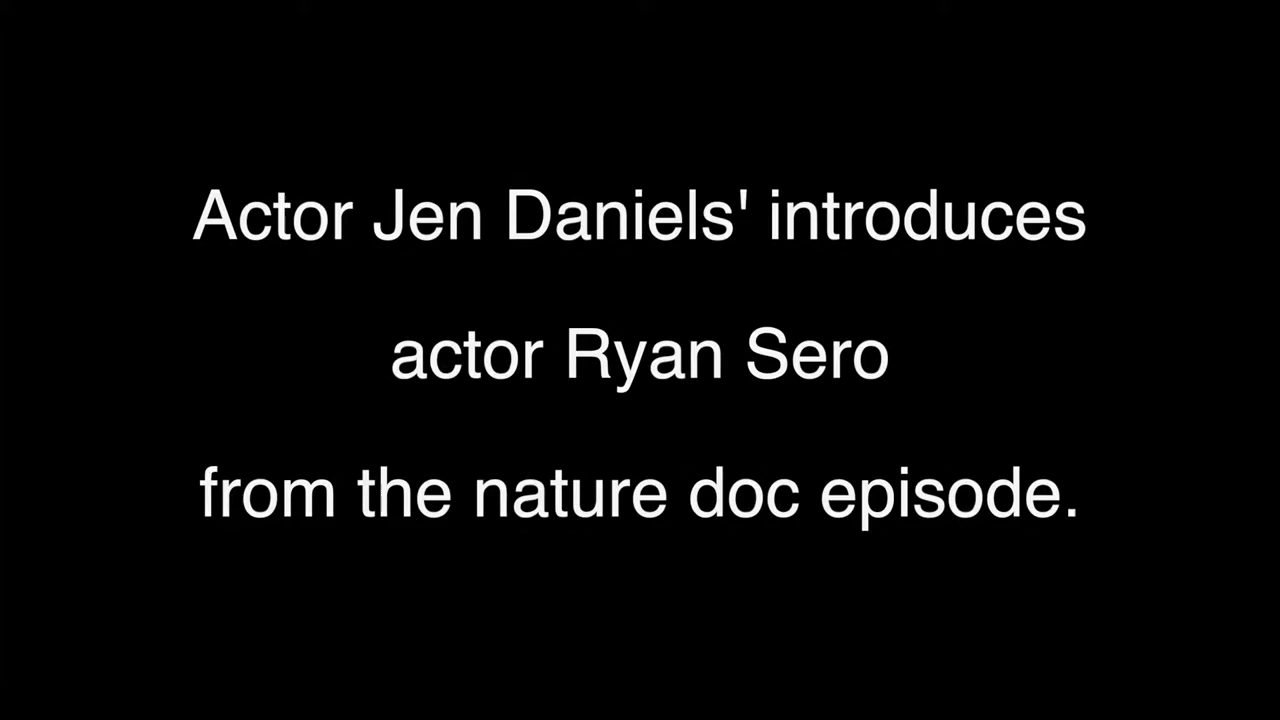 Actor Jen Daniels' introduces
actor Ryan Sero
from the nature doc episode.